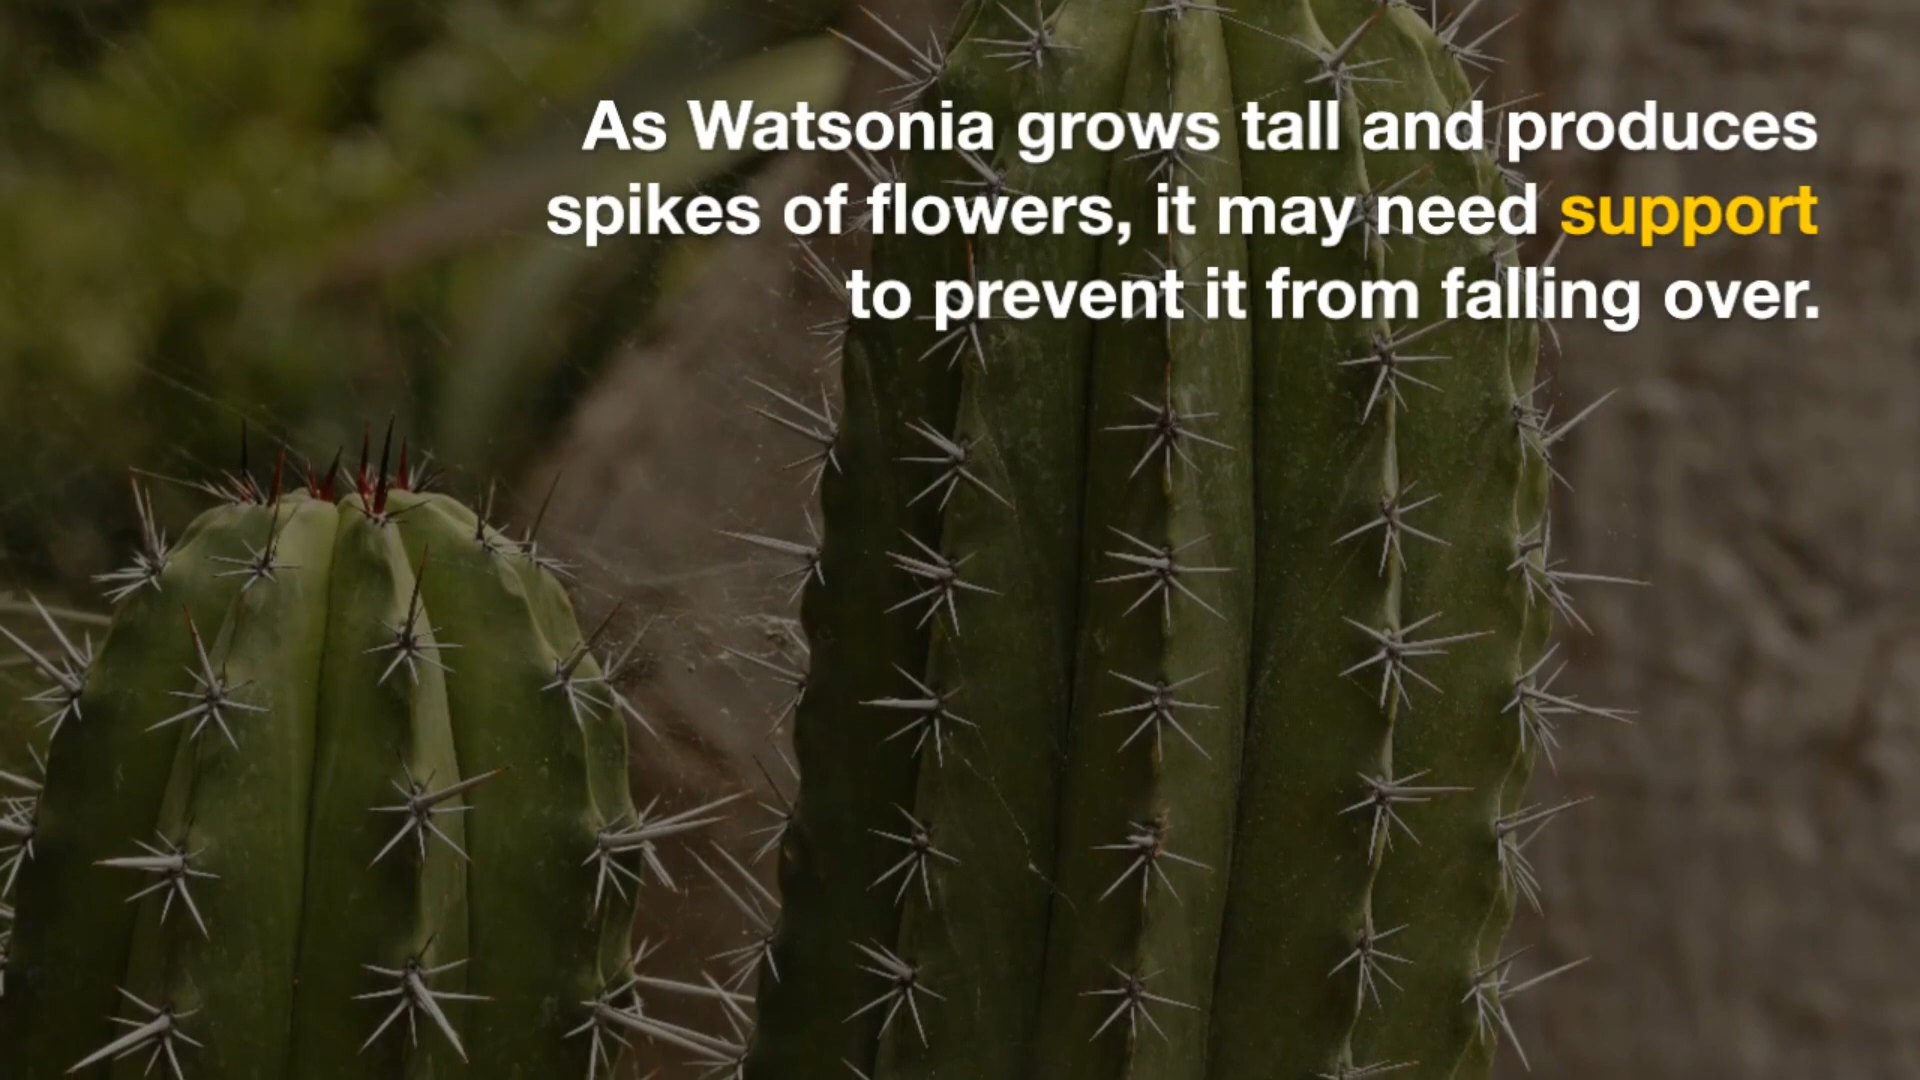 As Watsonia grows tall and produces
spikes of flowers, it may need support
to prevent it from falling over.